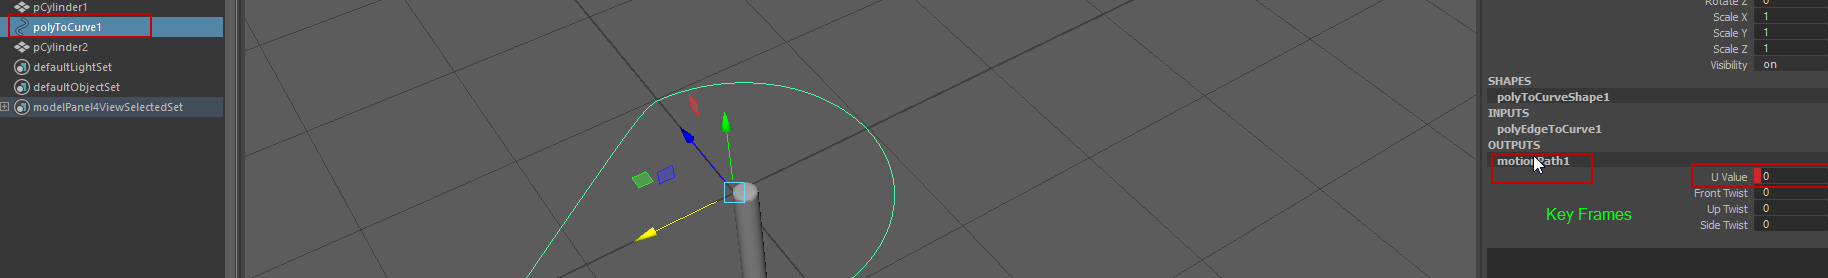 pCylinder1
polyToCurve1
pCylinder2
defaultLightSet
defaultObjectSet
modelPanel4ViewSelectedSet
Rotate Z 0
Scale X 1
Scale Y 1
Scale Z 1
Visibility on
SHAPES
polyToCurveShape1
INPUTS
polyEdgeToCurve1
OUTPUTS
motionPath1
U Value 0
Front Twist 0
Up Twist 0
Side Twist 0
Key Frames